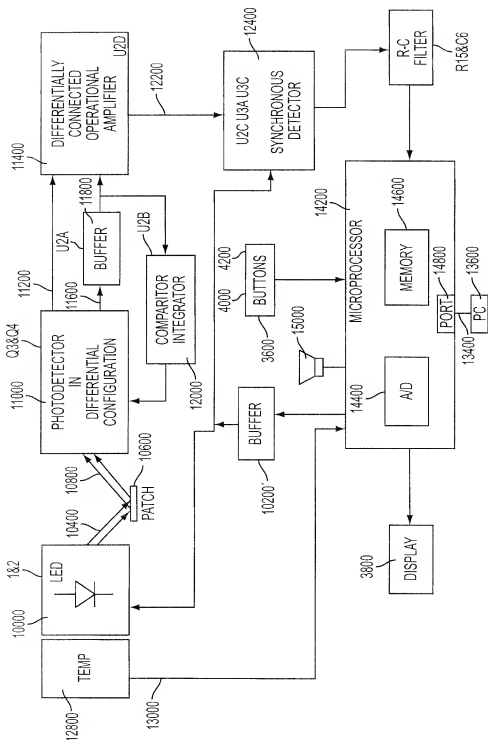 11400
DIFFERENTIALLY
CONNECTED
OPERATIONAL
AMPLIFIER
U2D
12200
12400
U2C U3A U3C
SYNCHRONOUS
DETECTOR
R-C
FILTER
R15&C6
11200
U2A
BUFFER
11800
11600
U2B
COMPARITOR
INTEGRATOR
12000
Q3&Q4
11000
PHOTODETECTOR
IN
DIFFERENTIAL
CONFIGURATION
10800
10400
10600
PATCH
1&2
LED
10000
TEMP
12800
13000
4000
4200
BUTTONS
3600
15000
BUFFER
10200'
14200
MICROPROCESSOR
14600
MEMORY
14400
A/D
PORT
14800
13400
PC
13600
3800
DISPLAY